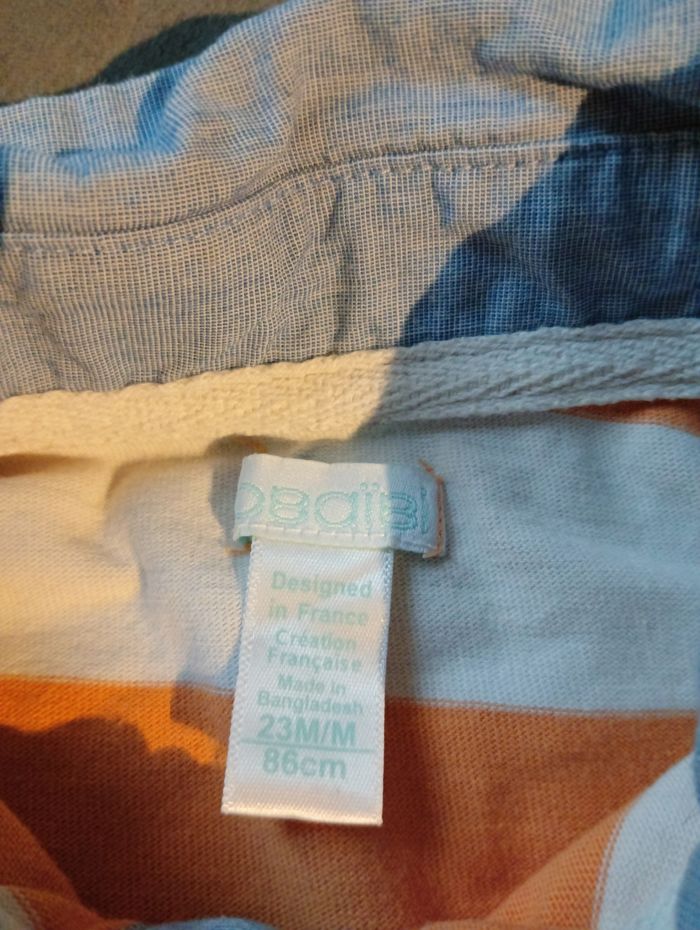 obaïbi
Designed
in France
Création
Française
Made in
Bangladesh
23M/M
86cm